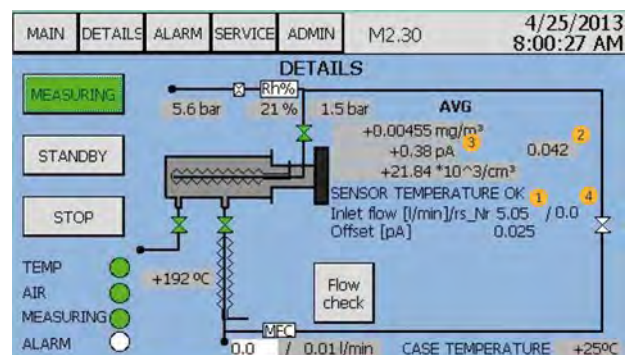 MAIN DETAILS ALARM SERVICE ADMIN M2.30 4/25/2013
8:00:27 AM
DETAILS
MEASURING
Rh%
5.6 bar 21 % 1.5 bar AVG
+0.00455 mg/m³
+0.38 pA 3 0.042 2
+21.84 *10^3/cm³
STANDBY
SENSOR TEMPERATURE OK 1 4
Inlet flow [l/min]/rs_Nr 5.05 / 0.0
Offset [pA] 0.025
STOP
TEMP
+192 ºC
AIR
Flow
check
MEASURING
MFC
ALARM
0.0 / 0.01 l/min CASE TEMPERATURE +25ºC